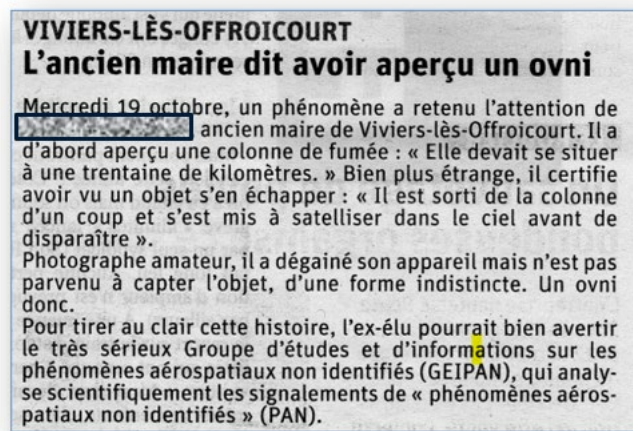 VIVIERS-LÈS-OFFROICOURT
L'ancien maire dit avoir aperçu un ovni
Mercredi 19 octobre, un phénomène a retenu l'attention de
ancien maire de Viviers-lès-Offroicourt. Il a
d'abord aperçu une colonne de fumée : « Elle devait se situer
à une trentaine de kilomètres. » Bien plus étrange, il certifie
avoir vu un objet s'en échapper : « Il est sorti de la colonne
d'un coup et s'est mis à satelliser dans le ciel avant de
disparaître ».
Photographe amateur, il a dégainé son appareil mais n'est pas
parvenu à capter l'objet, d'une forme indistincte. Un ovni
donc.
Pour tirer au clair cette histoire, l'ex-élu pourrait bien avertir
le très sérieux Groupe d'études et d'informations sur les
phénomènes aérospatiaux non identifiés (GEIPAN), qui analy-
se scientifiquement les signalements de « phénomènes aéros-
patiaux non identifiés » (PAN).